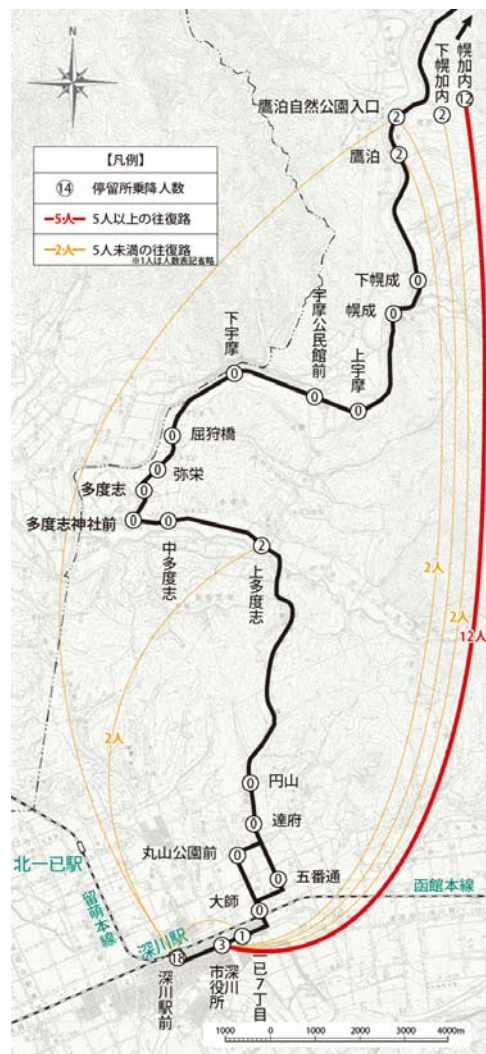 N
【凡例】
14 停留所乗降人数
5人 5人以上の往復路
2人 5人未満の往復路
※1人は人数表記省略
幌加内
12
下幌加内
2
鷹泊自然公園入口
2
鷹泊
2
下幌成
0
幌成
0
上宇摩
0
宇摩公民館前
0
下宇摩
0
屈狩橋
0
弥栄
0
多度志
0
多度志神社前
0
中多度志
0
上多度志
2
2人
2人
12人
2人
円山
0
達府
0
丸山公園前
0
五番通
0
大師
0
函館本線
北一已駅
留萌本線
深川駅
一已7丁目
1
深川市役所
3
深川駅前
18
1000 0 1000 2000 3000 4000m